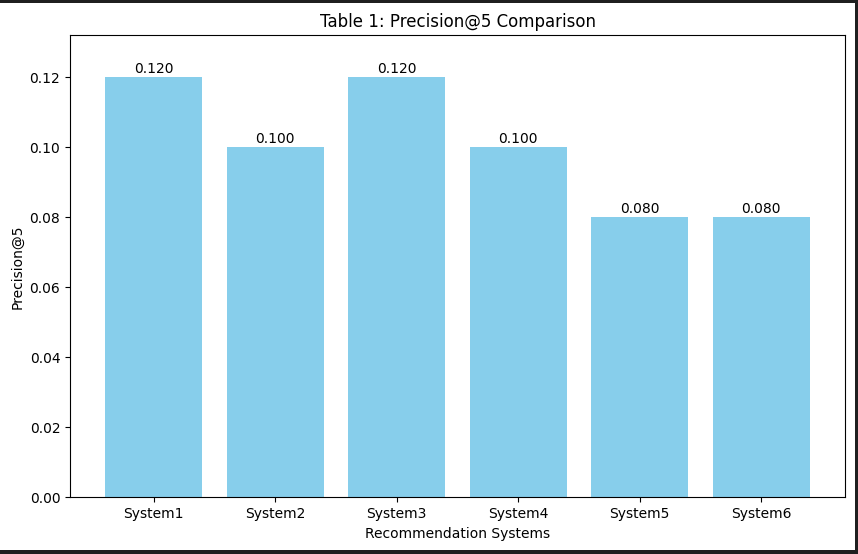 Table 1: Precision@5 Comparison
0.120
0.100
0.120
0.100
0.080
0.080
0.12
0.10
0.08
0.06
0.04
0.02
0.00
Precision@5
System1
System2
System3
System4
System5
System6
Recommendation Systems